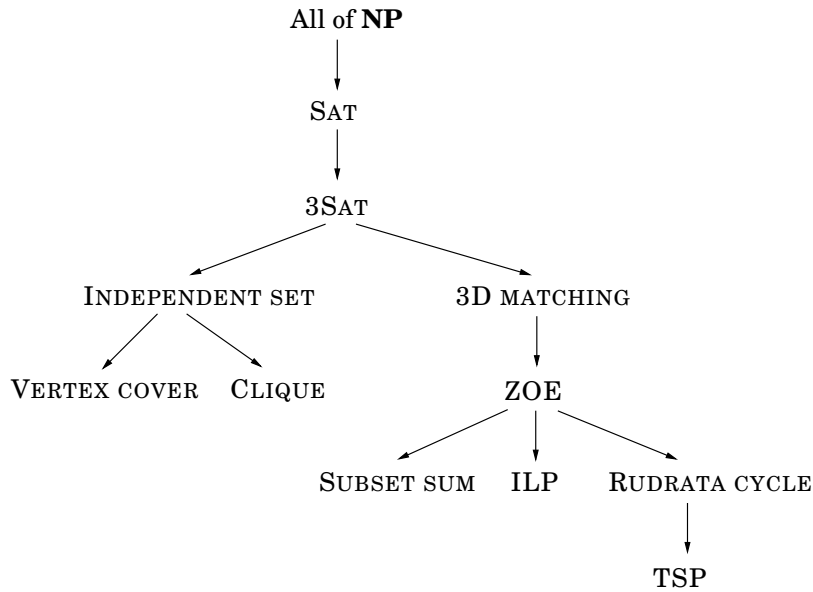 All of NP
SAT
3SAT
INDEPENDENT SET 3D MATCHING
VERTEX COVER CLIQUE ZOE
SUBSET SUM ILP RUDRATA CYCLE
TSP